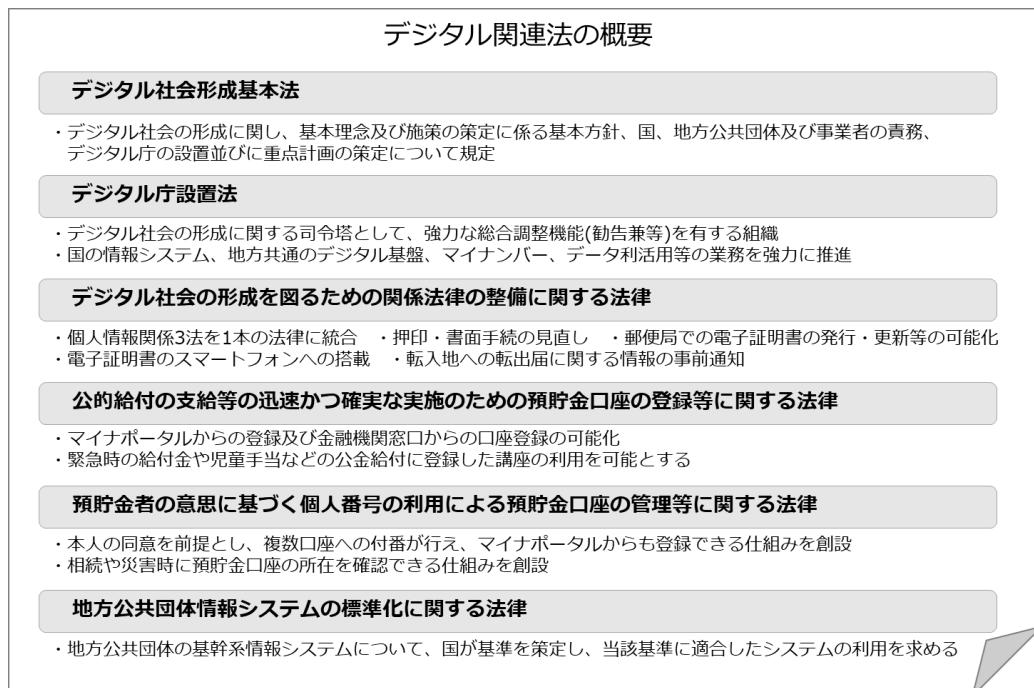 デジタル関連法の概要
デジタル社会形成基本法
・デジタル社会の形成に関し、基本理念及び施策の策定に係る基本方針、国、地方公共団体及び事業者の責務、
デジタル庁の設置並びに重点計画の策定について規定
デジタル庁設置法
・デジタル社会の形成に関する司令塔として、強力な総合調整機能(勧告兼等)を有する組織
・国の情報システム、地方共通のデジタル基盤、マイナンバー、データ利活用等の業務を強力に推進
デジタル社会の形成を図るための関係法律の整備に関する法律
・個人情報関係3法を1本の法律に統合 ・押印・書面手続の見直し ・郵便局での電子証明書の発行・更新等の可能化
・電子証明書のスマートフォンへの搭載 ・転入地への転出届に関する情報の事前通知
公的給付の支給等の迅速かつ確実な実施のための預貯金口座の登録等に関する法律
・マイナポータルからの登録及び金融機関窓口からの口座登録の可能化
・緊急時の給付金や児童手当などの公金給付に登録した講座の利用を可能とする
預貯金者の意思に基づく個人番号の利用による預貯金口座の管理等に関する法律
・本人の同意を前提とし、複数口座への付番が行え、マイナポータルからも登録できる仕組みを創設
・相続や災害時に預貯金口座の所在を確認できる仕組みを創設
地方公共団体情報システムの標準化に関する法律
・地方公共団体の基幹系情報システムについて、国が基準を策定し、当該基準に適合したシステムの利用を求める